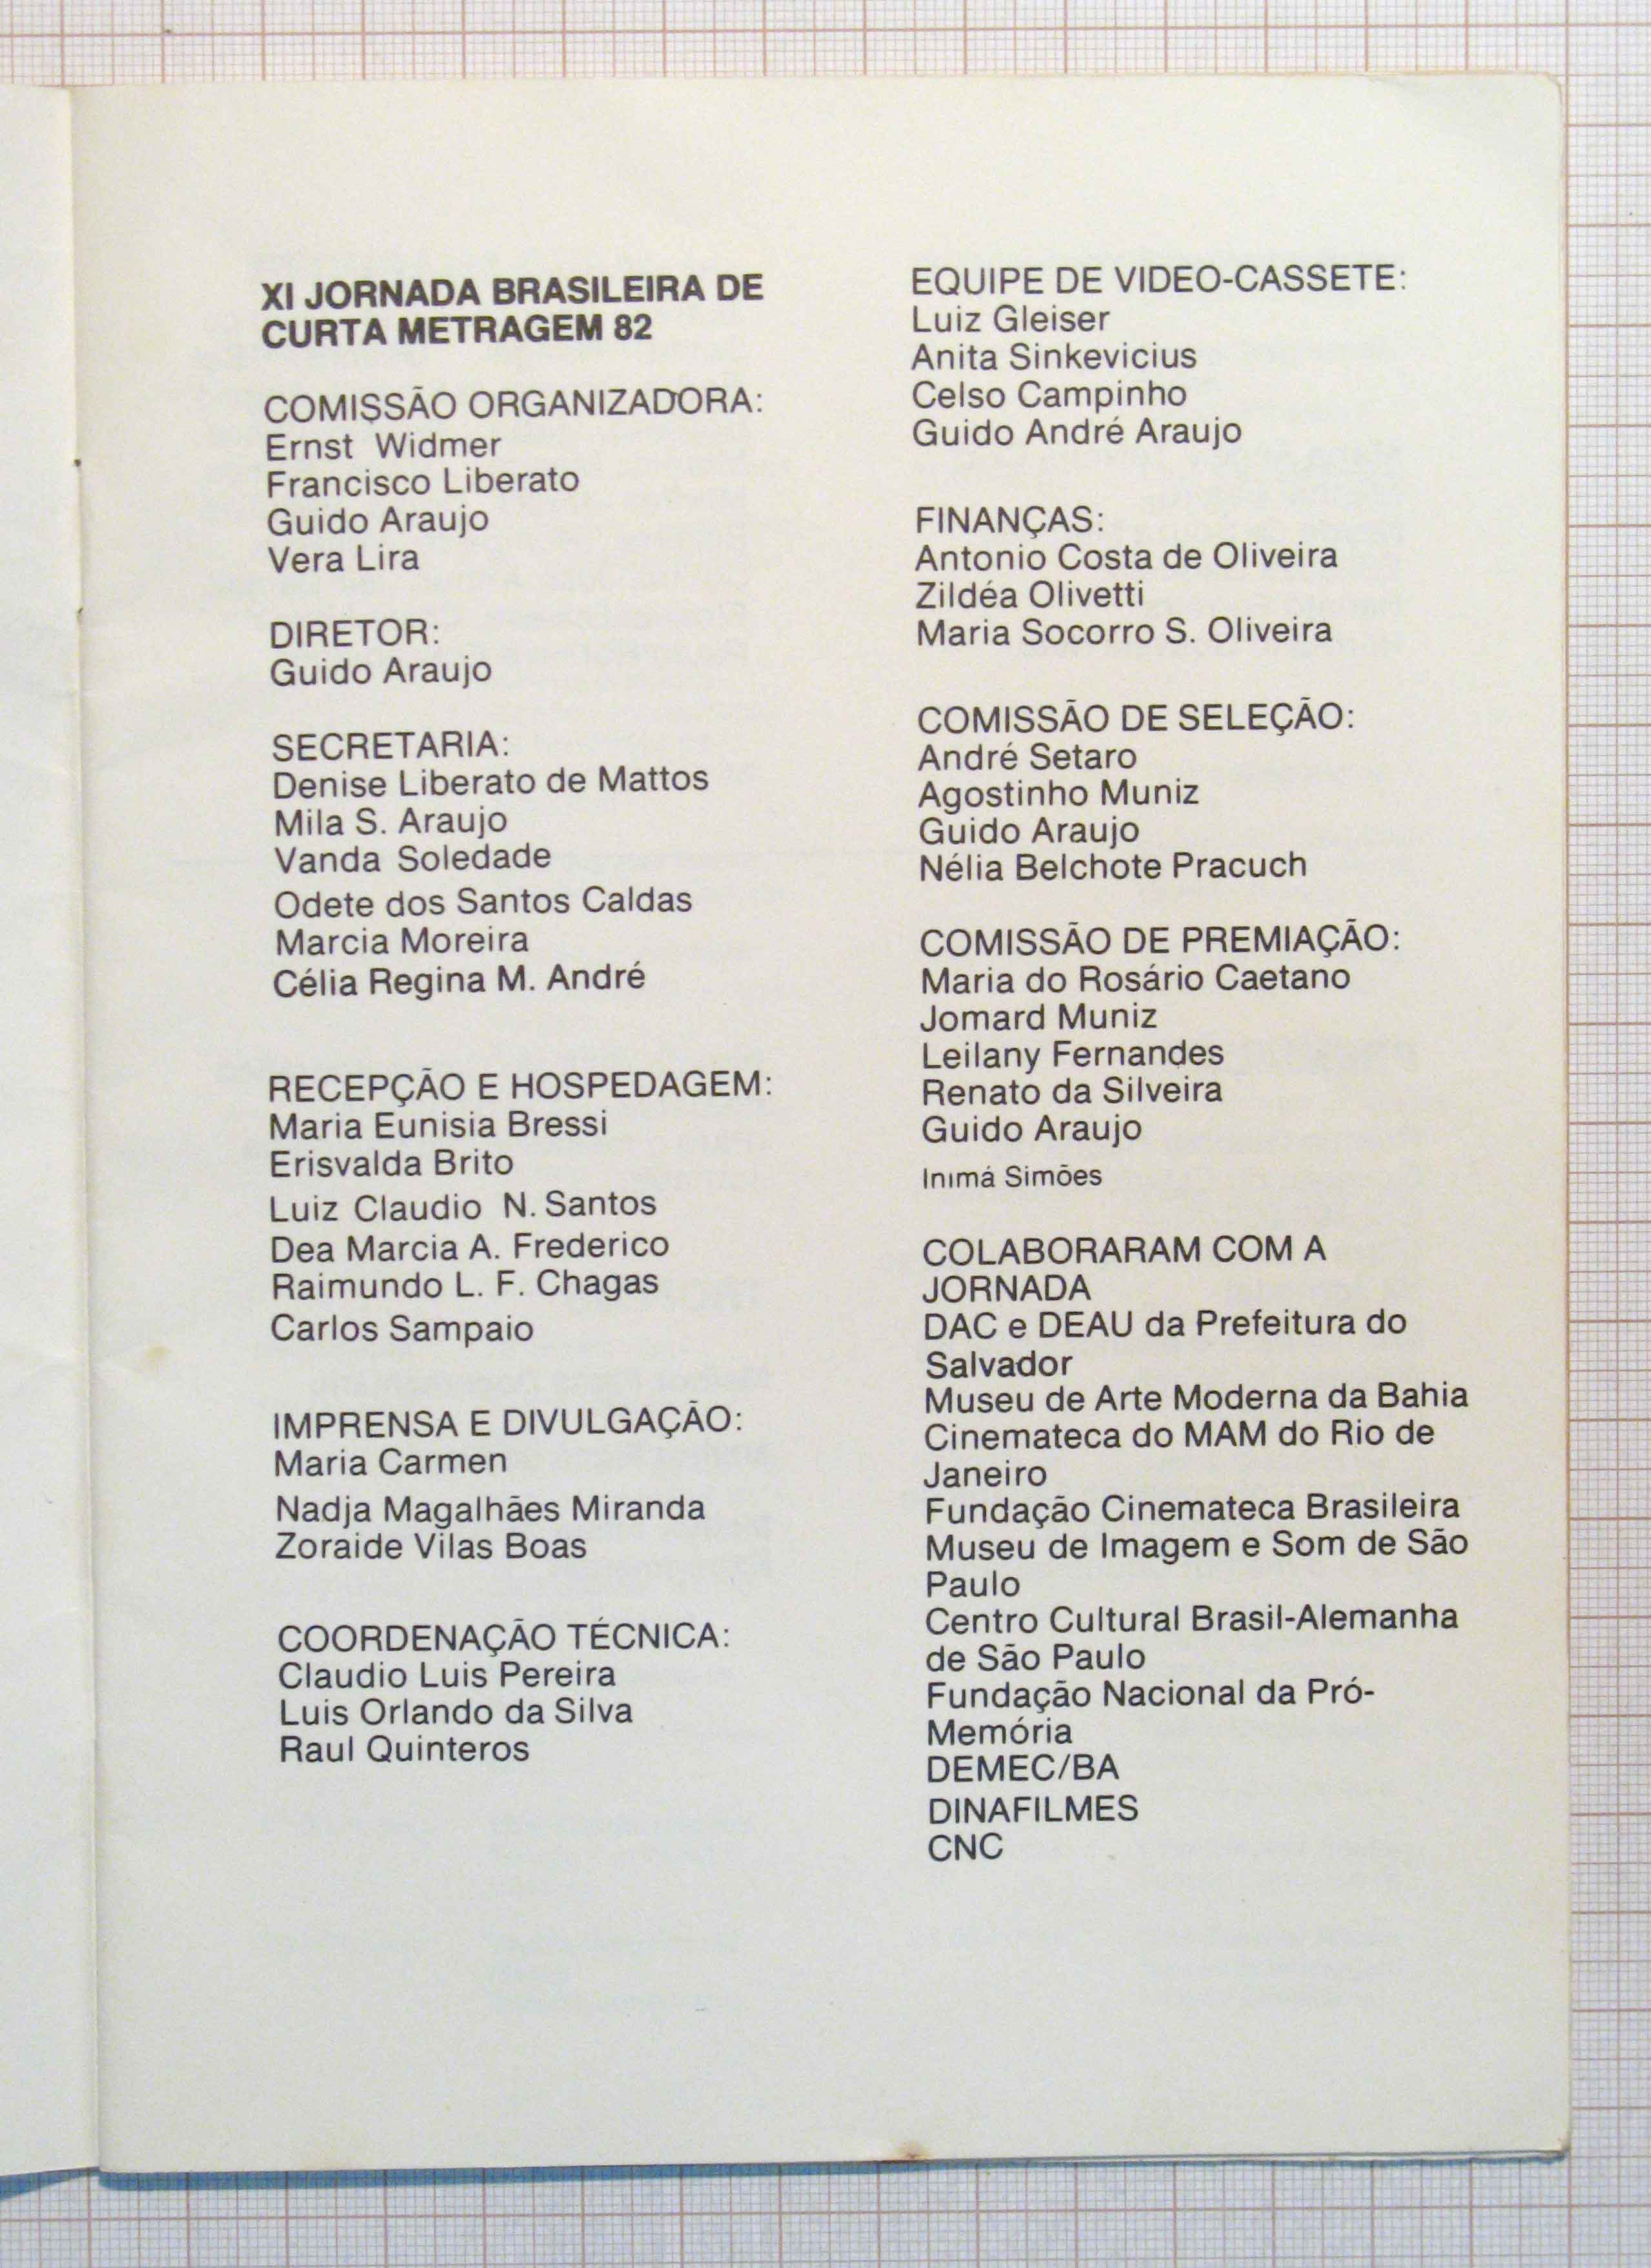 XI JORNADA BRASILEIRA DE
CURTA METRAGEM 82
COMISSÃO ORGANIZADORA:
Ernst Widmer
Francisco Liberato
Guido Araujo
Vera Lira
DIRETOR:
Guido Araujo
SECRETARIA:
Denise Liberato de Mattos
Mila S. Araujo
Vanda Soledade
Odete dos Santos Caldas
Marcia Moreira
Célia Regina M. André
RECEPÇÃO E HOSPEDAGEM:
Maria Eunisia Bressi
Erisvalda Brito
Luiz Claudio N. Santos
Dea Marcia A. Frederico
Raimundo L. F. Chagas
Carlos Sampaio
IMPRENSA E DIVULGAÇÃO:
Maria Carmen
Nadja Magalhães Miranda
Zoraide Vilas Boas
COORDENAÇÃO TÉCNICA:
Claudio Luis Pereira
Luis Orlando da Silva
Raul Quinteros
EQUIPE DE VIDEO-CASSETE:
Luiz Gleiser
Anita Sinkevicius
Celso Campinho
Guido André Araujo
FINANÇAS:
Antonio Costa de Oliveira
Zildéa Olivetti
Maria Socorro S. Oliveira
COMISSÃO DE SELEÇÃO:
André Setaro
Agostinho Muniz
Guido Araujo
Nélia Belchote Pracuch
COMISSÃO DE PREMIAÇÃO:
Maria do Rosário Caetano
Jomard Muniz
Leilany Fernandes
Renato da Silveira
Guido Araujo
Inimá Simões
COLABORARAM COM A
JORNADA
DAC e DEAU da Prefeitura do
Salvador
Museu de Arte Moderna da Bahia
Cinemateca do MAM do Rio de
Janeiro
Fundação Cinemateca Brasileira
Museu de Imagem e Som de São
Paulo
Centro Cultural Brasil-Alemanha
de São Paulo
Fundação Nacional da Pró-
Memória
DEMEC/BA
DINAFILMES
CNC